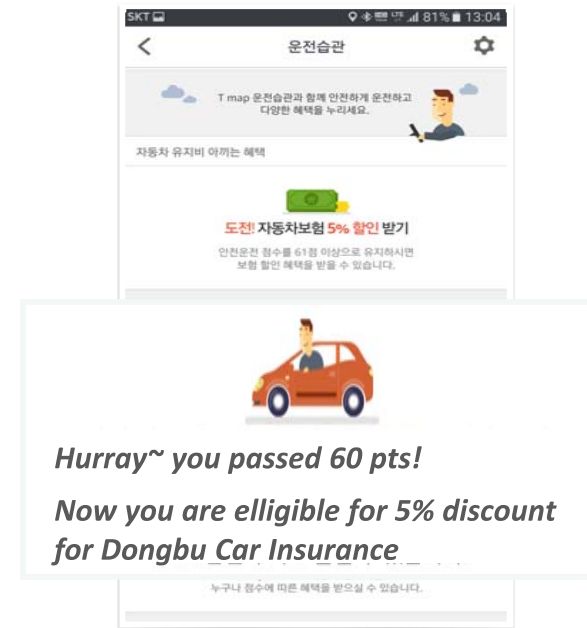 SKT LTE 81% 13:04
운전습관
T map 운전습관과 함께 안전하게 운전하고
다양한 혜택을 누리세요.
자동차 유지비 아끼는 혜택
도전! 자동차보험 5% 할인 받기
안전운전 점수를 61점 이상으로 유지하시면
보험 할인 혜택을 받을 수 있습니다.
Hurray~ you passed 60 pts!
Now you are elligible for 5% discount
for Dongbu Car Insurance
누구나 점수에 따른 혜택을 받으실 수 있습니다.